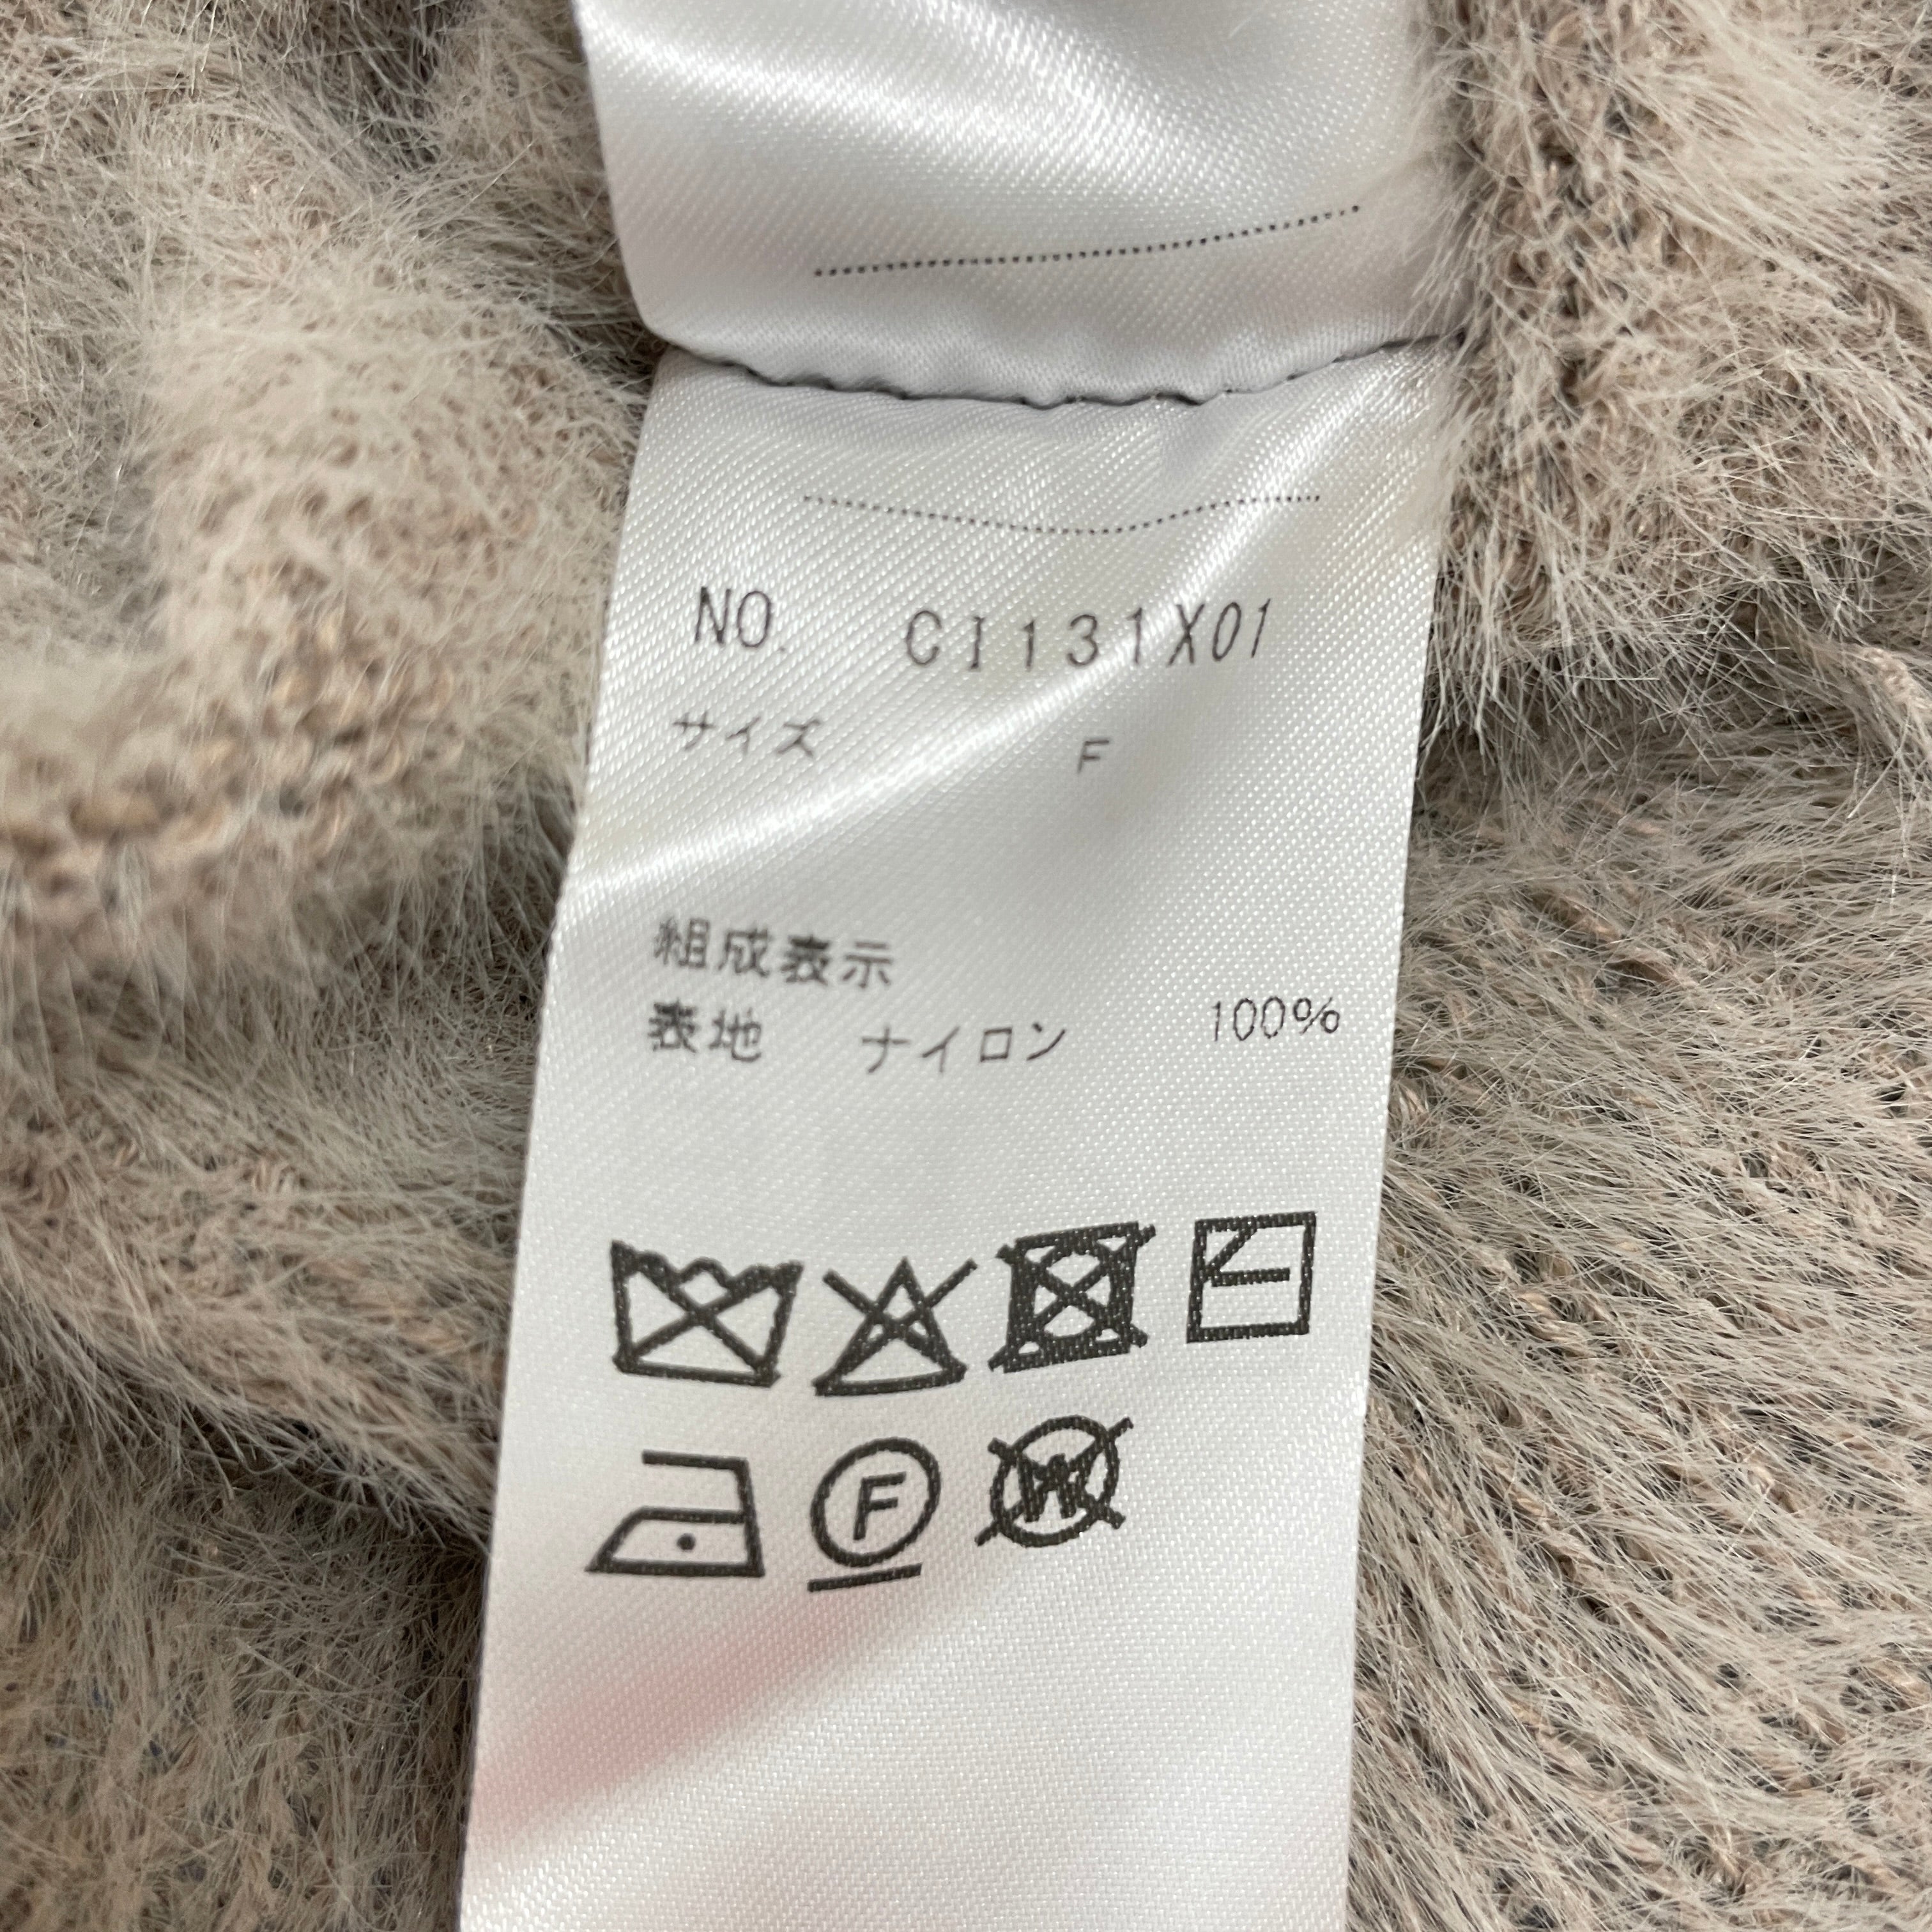 NO. CI131X01
サイズ F
組成表示
表地 ナイロン 100%
F
W